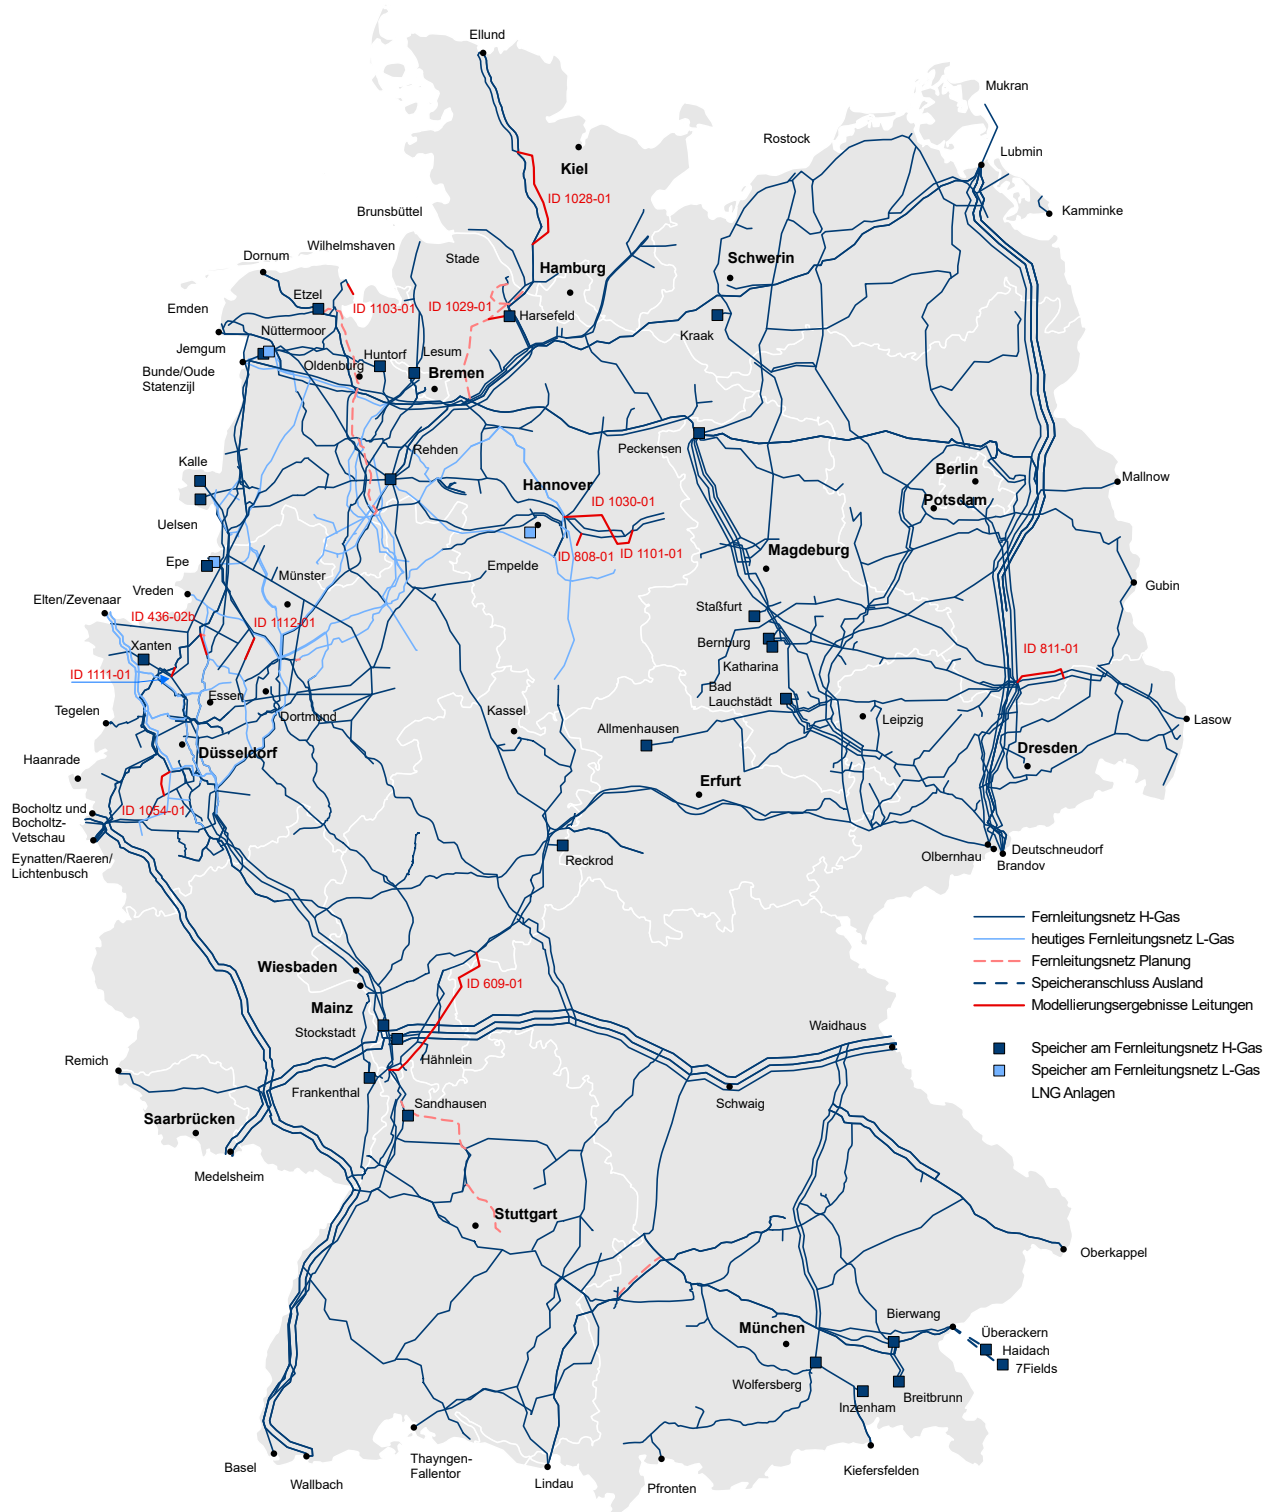 Ellund
Mukran
Rostock
Kiel
Lubmin
ID 1028-01
Kamminke
Brunsbüttel
Wilhelmshaven
Dornum
Stade
Hamburg
Schwerin
Etzel
ID 1103-01
ID 1029-01
Harsefeld
Emden
Nüttermoor
Kraak
Jemgum
Huntorf
Lesum
Oldenburg
Bremen
Bunde/Oude
Statenzijl
Rehden
Peckensen
Kalle
Berlin
Mallnow
Hannover
ID 1030-01
Potsdam
Uelsen
ID 808-01
ID 1101-01
Magdeburg
Epe
Empelde
Münster
Gubin
Vreden
Elten/Zevenaar
Staßfurt
ID 436-02b
ID 1112-01
Bernburg
Xanten
Katharina
ID 811-01
ID 1111-01
Essen
Bad
Lauchstädt
Tegelen
Dortmund
Kassel
Leipzig
Lasow
Allmenhausen
Düsseldorf
Dresden
Haanrade
Erfurt
Bocholtz und
Bocholtz-
Vetschau
ID 1054-01
Eynatten/Raeren/
Lichtenbusch
Reckrod
Olbernhau
Deutschneudorf
Brandov
Fernleitungsnetz H-Gas
heutiges Fernleitungsnetz L-Gas
Fernleitungsnetz Planung
Speicheranschluss Ausland
Modellierungsergebnisse Leitungen
Speicher am Fernleitungsnetz H-Gas
Speicher am Fernleitungsnetz L-Gas
LNG Anlagen
Wiesbaden
ID 609-01
Mainz
Stockstadt
Waidhaus
Remich
Hähnlein
Frankenthal
Sandhausen
Schwaig
Saarbrücken
Medelsheim
Stuttgart
Oberkappel
Bierwang
München
Überackern
Haidach
7Fields
Wolfersberg
Inzenham
Breitbrunn
Basel
Wallbach
Thayngen-
Fallentor
Lindau
Pfronten
Kiefersfelden